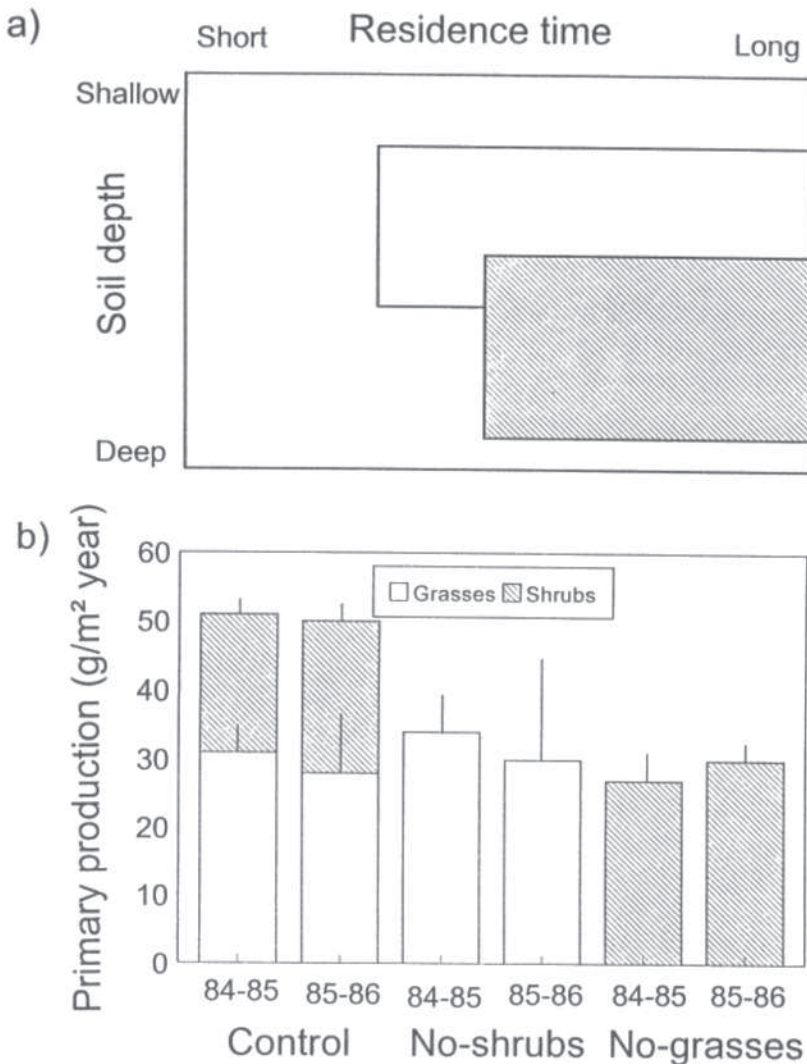 a)
Short Residence time Long
Shallow
Soil depth
Deep
b)
Primary production (g/m² year)
60
50
40
30
20
10
0
Grasses Shrubs
84-85 85-86 84-85 85-86 84-85 85-86
Control No-shrubs No-grasses